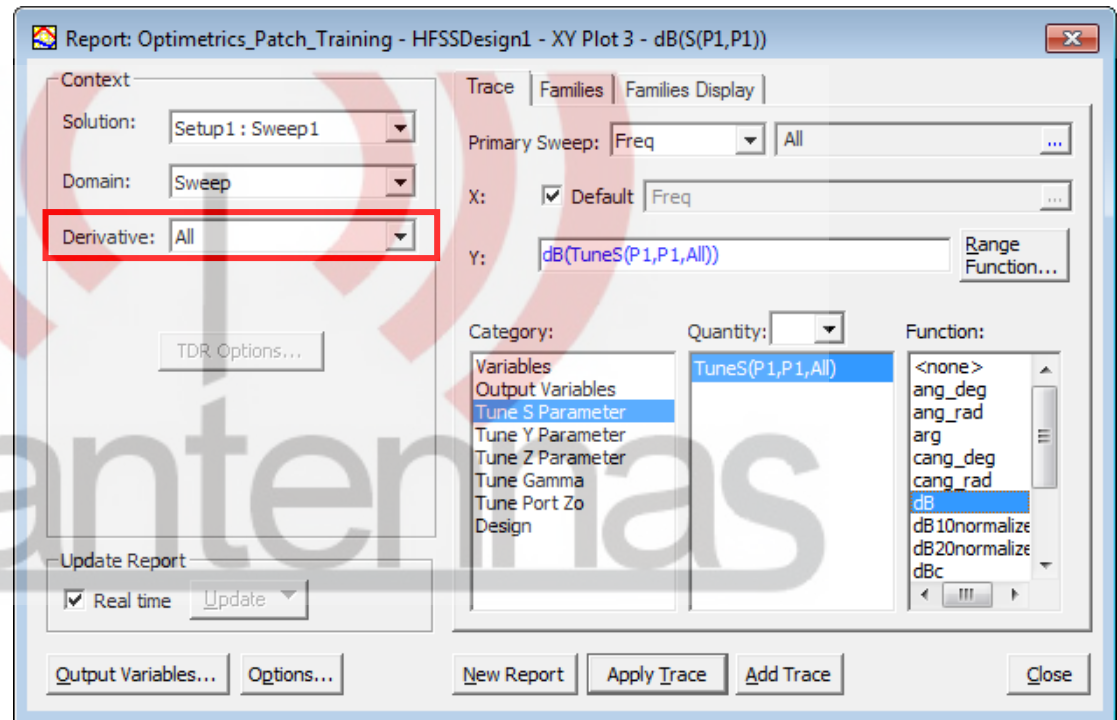 Report: Optimetrics_Patch_Training - HFSSDesign1 - XY Plot 3 - dB(S(P1,P1))
Context
Solution: Setup1 : Sweep1
Domain: Sweep
Derivative: All
TDR Options...
Update Report
Real time Update
Output Variables... Options...
Trace Families Families Display
Primary Sweep: Freq All ...
X: Default Freq ...
Y: dB(TuneS(P1,P1,All)) Range Function...
Category:
Variables
Output Variables
Tune S Parameter
Tune Y Parameter
Tune Z Parameter
Tune Gamma
Tune Port Zo
Design
Quantity:
TuneS(P1,P1,All)
Function:
<none>
ang_deg
ang_rad
arg
cang_deg
cang_rad
dB
dB10normalize
dB20normalize
dBc
New Report Apply Trace Add Trace Close
antennas